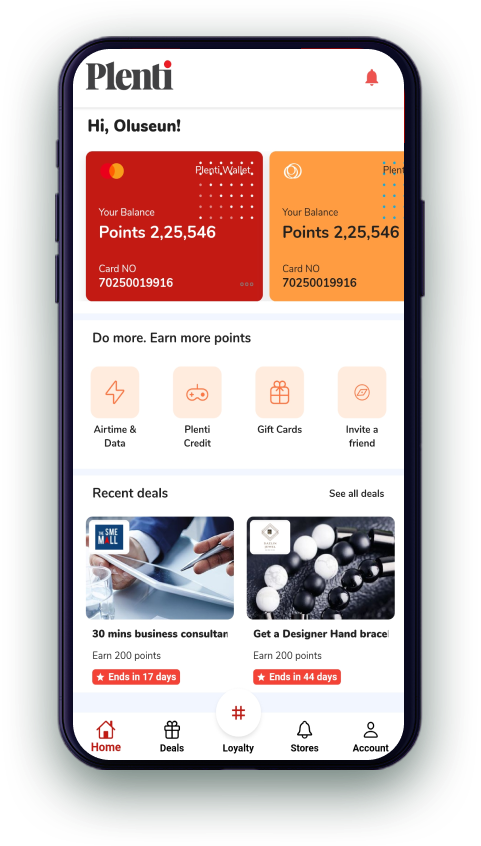 Plenti
Hi, Oluseun!
Plenti Wallet
Your Balance
Points 2,25,546
Card NO
70250019916
Plent
Your Balance
Points 2,25,546
Card NO
70250019916
Do more. Earn more points
Airtime &
Data
Plenti
Credit
Gift Cards
Invite a
friend
Recent deals
See all deals
THE SME
MALL
30 mins business consultan
Earn 200 points
Ends in 17 days
Get a Designer Hand bracel
Earn 200 points
Ends in 44 days
#
Home
Deals
Loyalty
Stores
Account